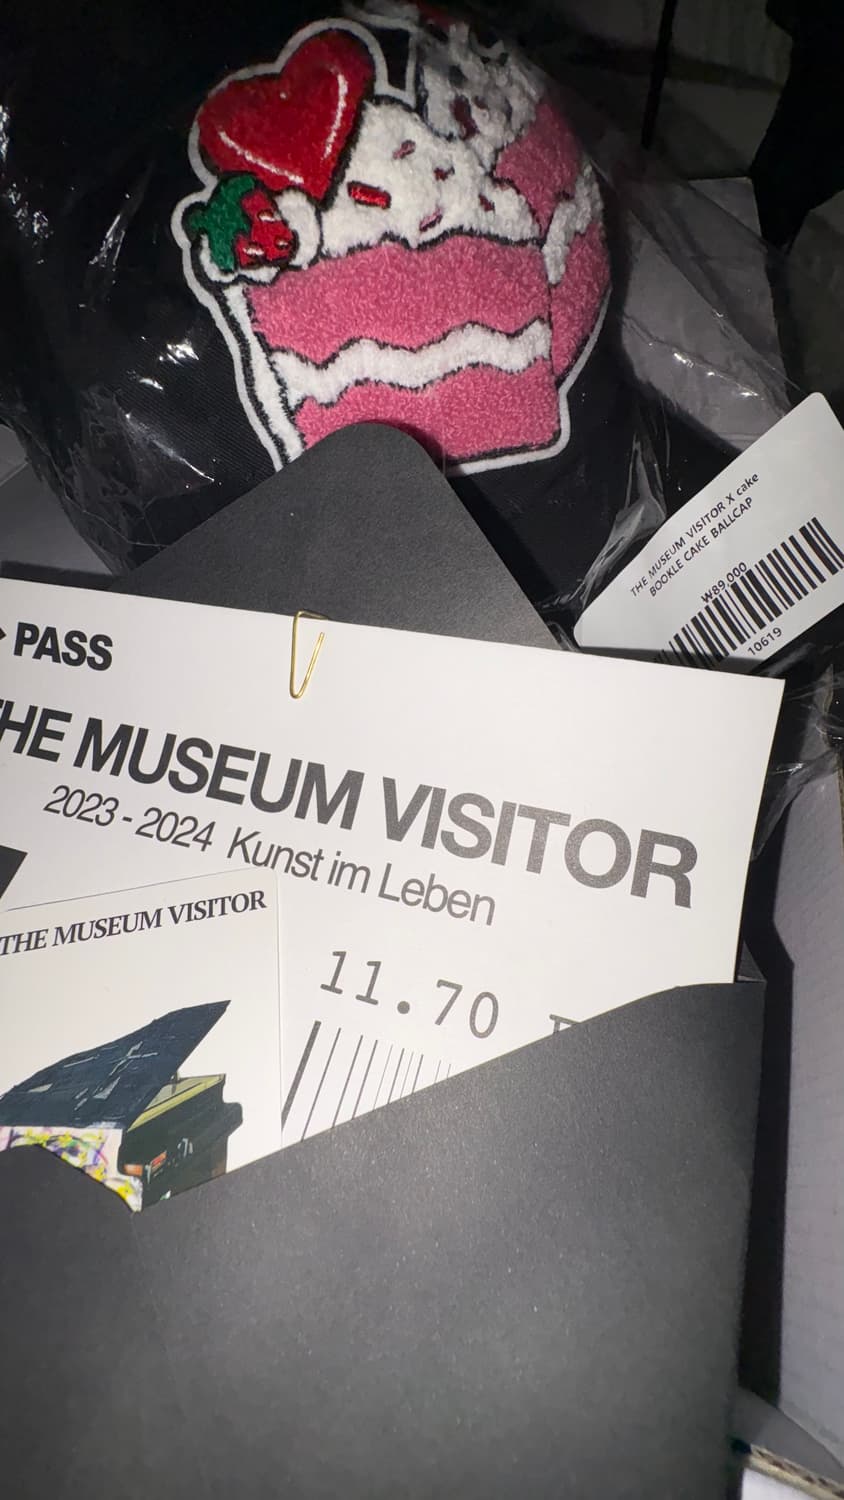 THE MUSEUM VISITOR X cake
BOOKLE CAKE BALLCAP
₩89,000
10619
PASS
THE MUSEUM VISITOR
2023 - 2024 Kunst im Leben
11.70
THE MUSEUM VISITOR